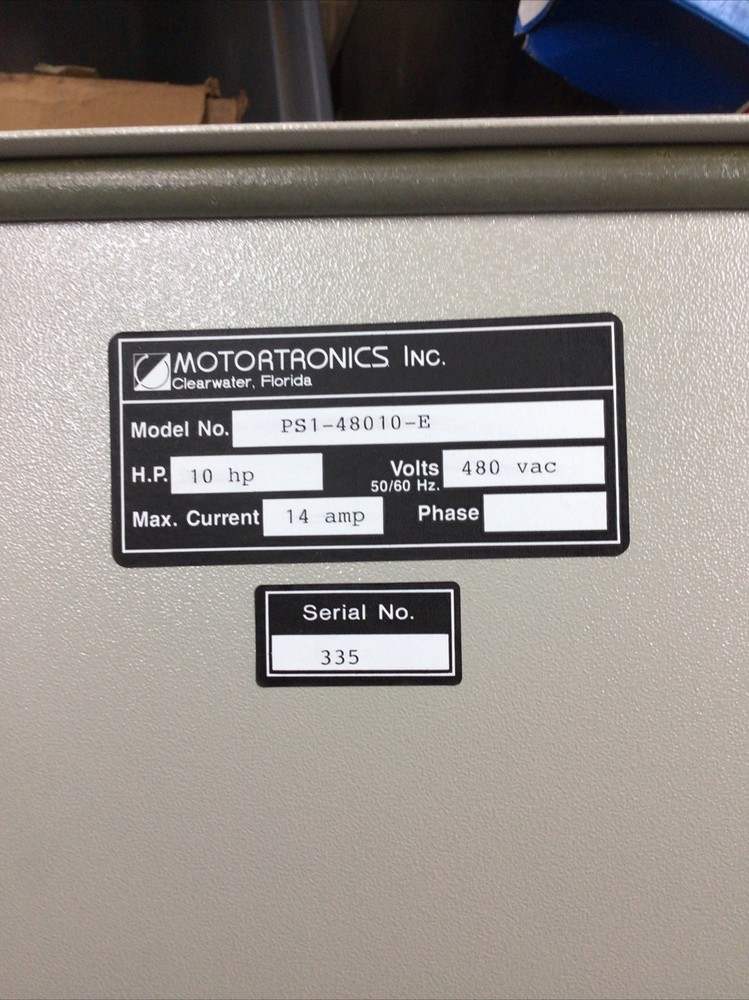 MOTORTRONICS INC.
Clearwater, Florida
Model No. PS1-48010-E
H.P. 10 hp Volts 480 vac
50/60 Hz.
Max. Current 14 amp Phase
Serial No.
335